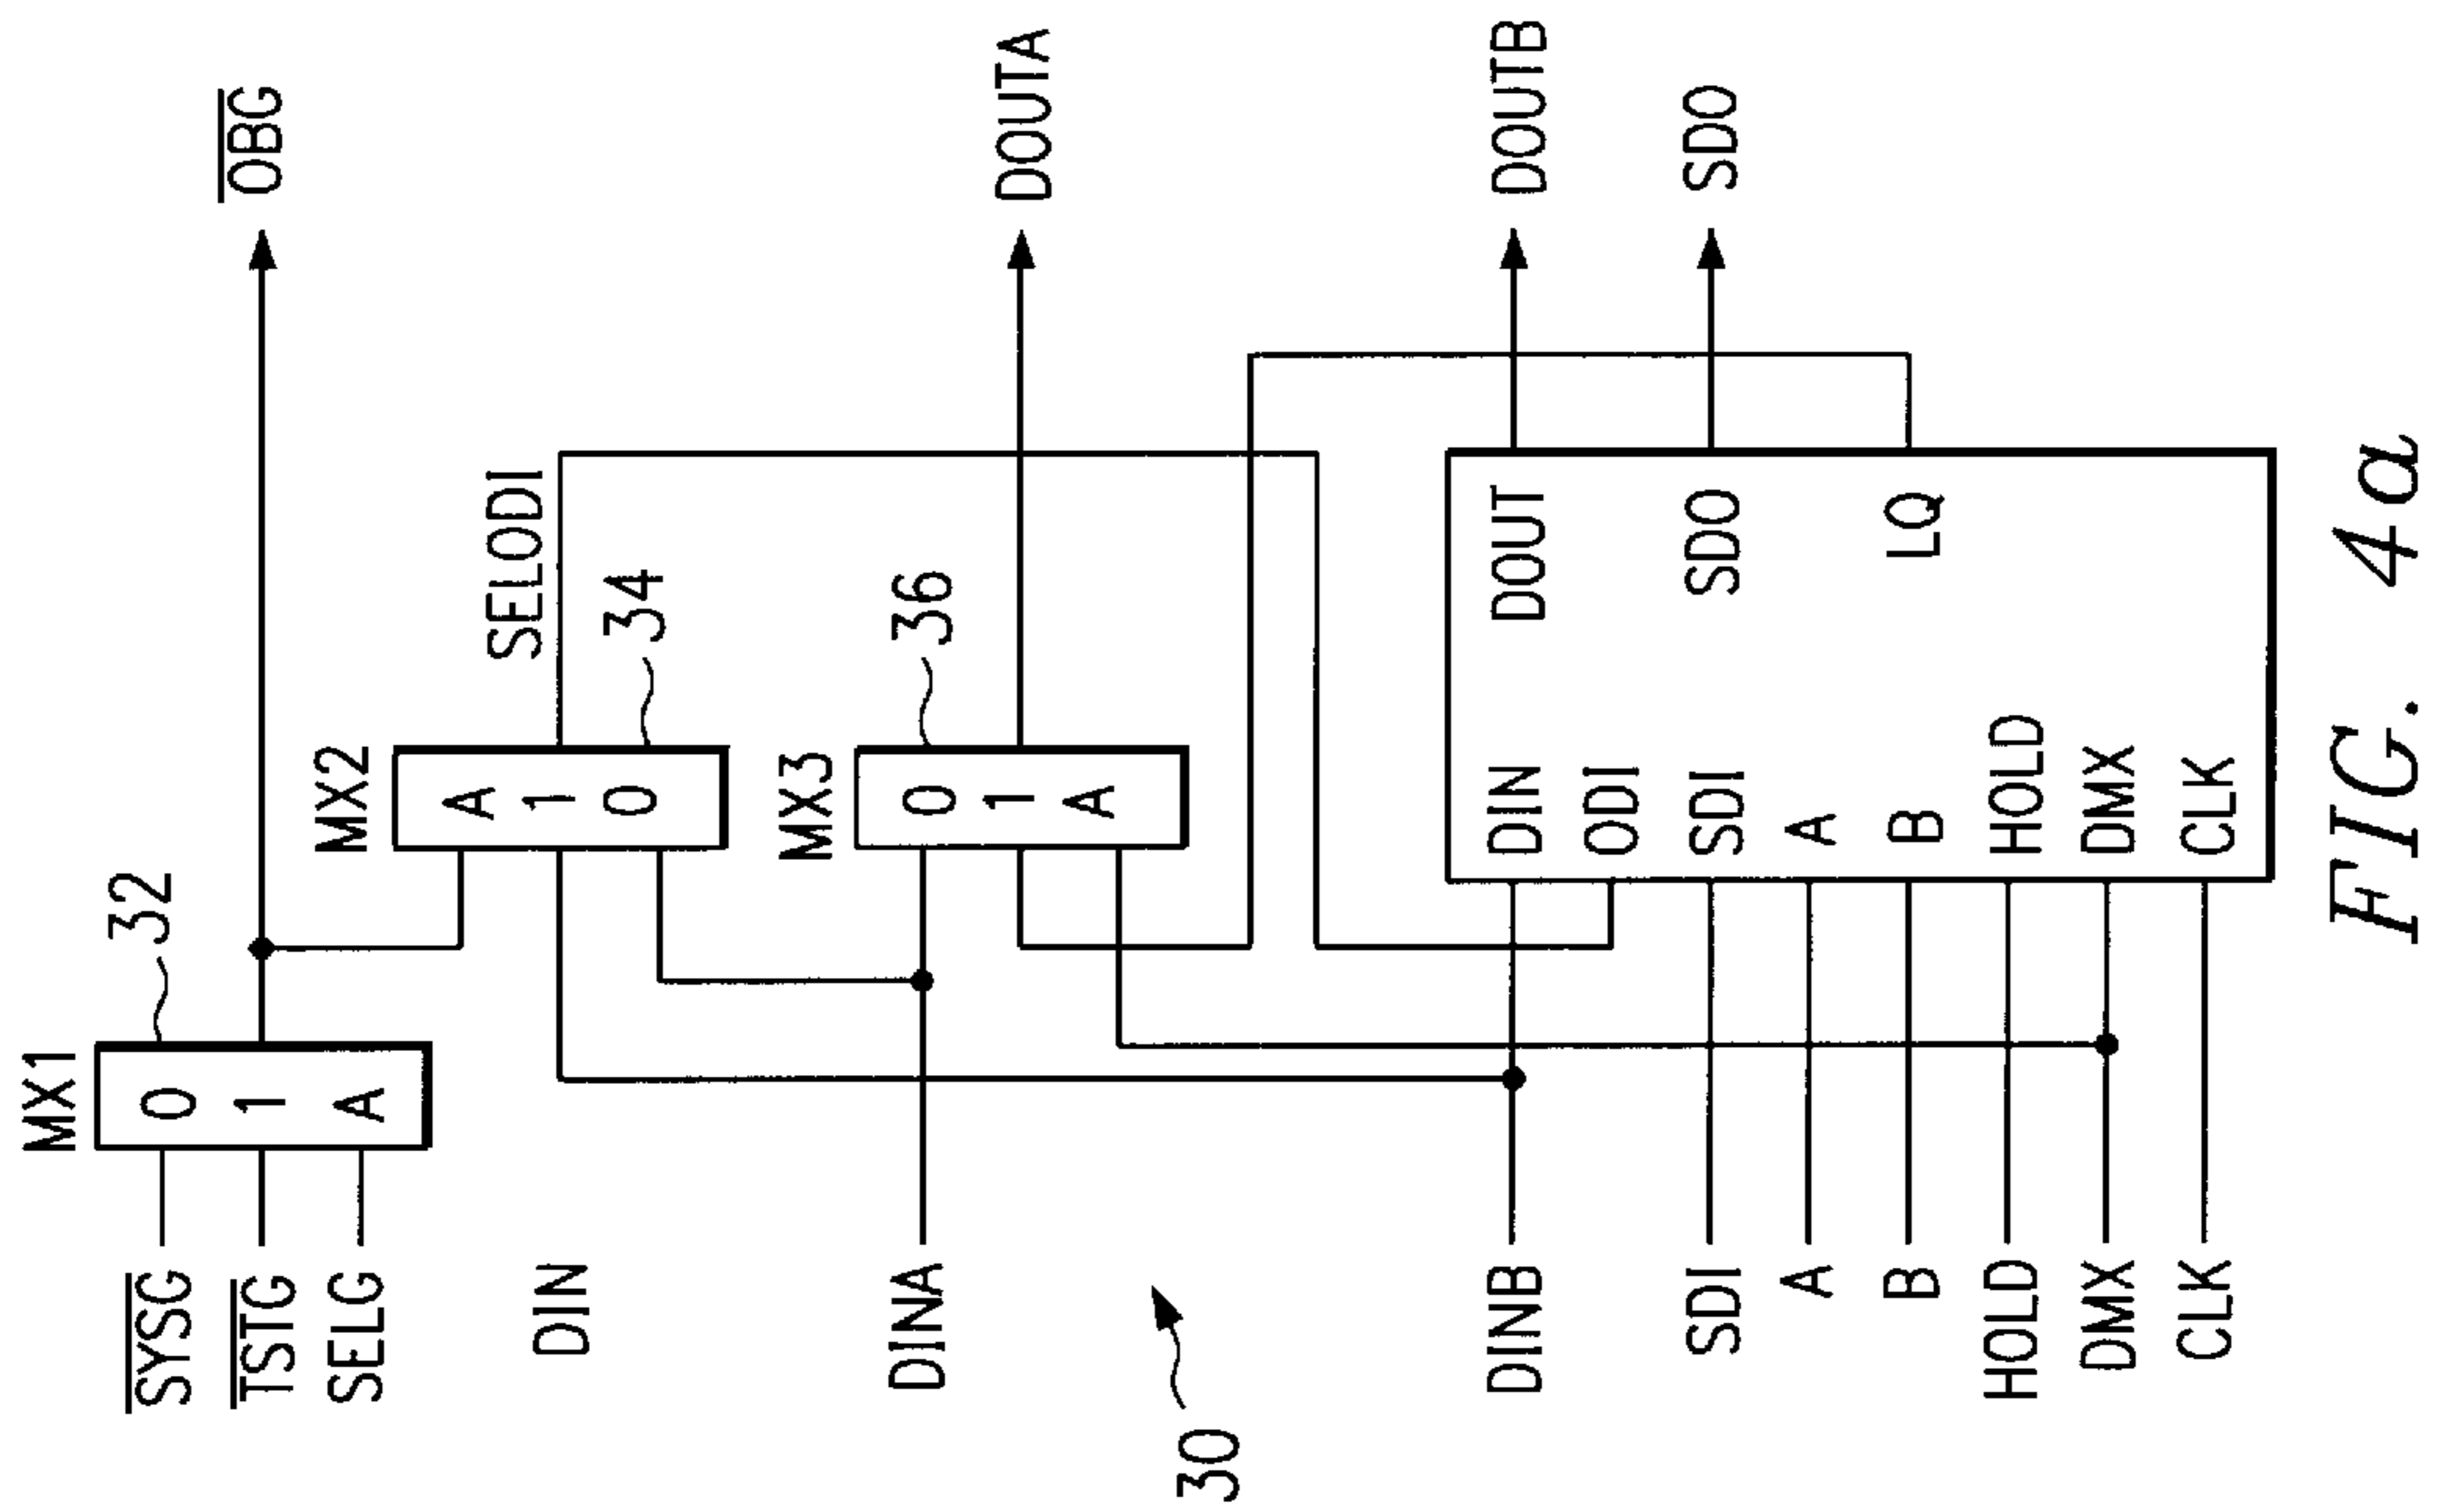 MX1
32
SYSG
0
TSTG
1
OBG
SELG
A
MX2
A
SELODI
DIN
1
0
34
MX3
36
DINA
0
1
DOUTA
A
30
DINB
DIN
DOUT
DOUTB
ODI
SDI
SDI
SDO
SDO
A
A
B
B
LQ
HOLD
HOLD
DMX
DMX
CLK
CLK
FIG. 4a